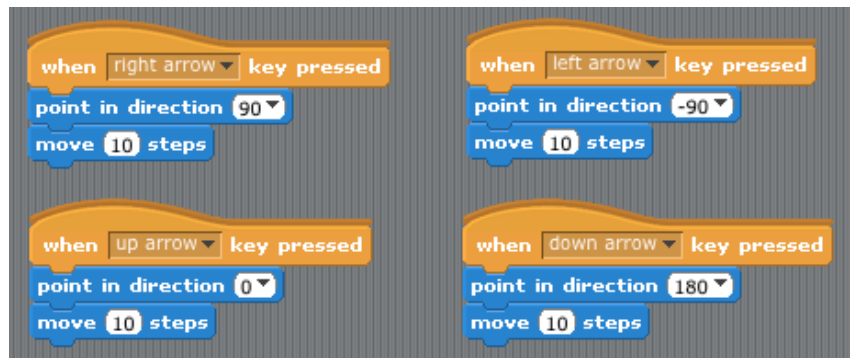 when right arrow key pressed
point in direction 90
move 10 steps
when left arrow key pressed
point in direction -90
move 10 steps
when up arrow key pressed
point in direction 0
move 10 steps
when down arrow key pressed
point in direction 180
move 10 steps